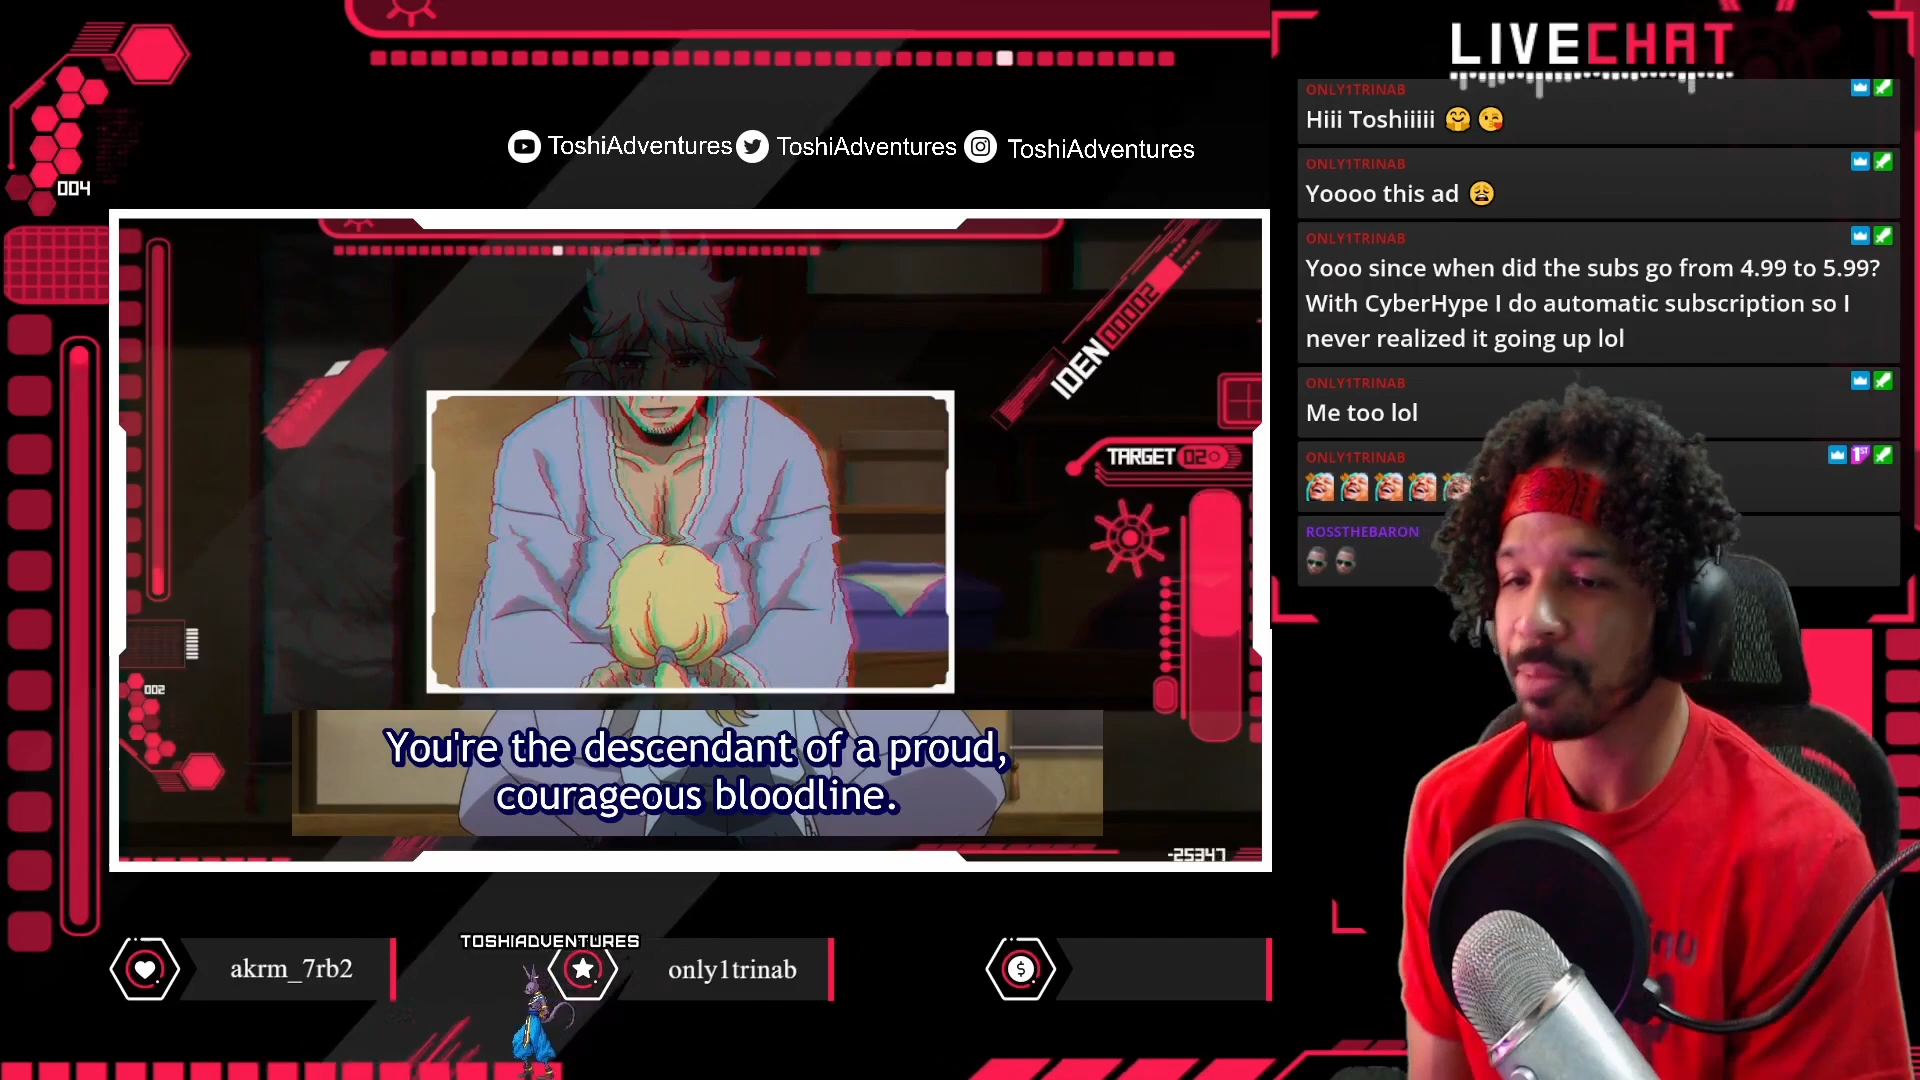 LIVECHAT
ONLY1TRINAB
Hiii Toshiiiii
ONLY1TRINAB
Yoooo this ad
ONLY1TRINAB
Yooo since when did the subs go from 4.99 to 5.99?
With CyberHype I do automatic subscription so I
never realized it going up lol
ONLY1TRINAB
Me too lol
ONLY1TRINAB
1ST
ROSSTHEBARON
ToshiAdventures
ToshiAdventures
ToshiAdventures
004
IDEN 00002
TARGET 02
002
You're the descendant of a proud,
courageous bloodline.
-25347
TOSHIADVENTURES
akrm_7rb2
only1trinab